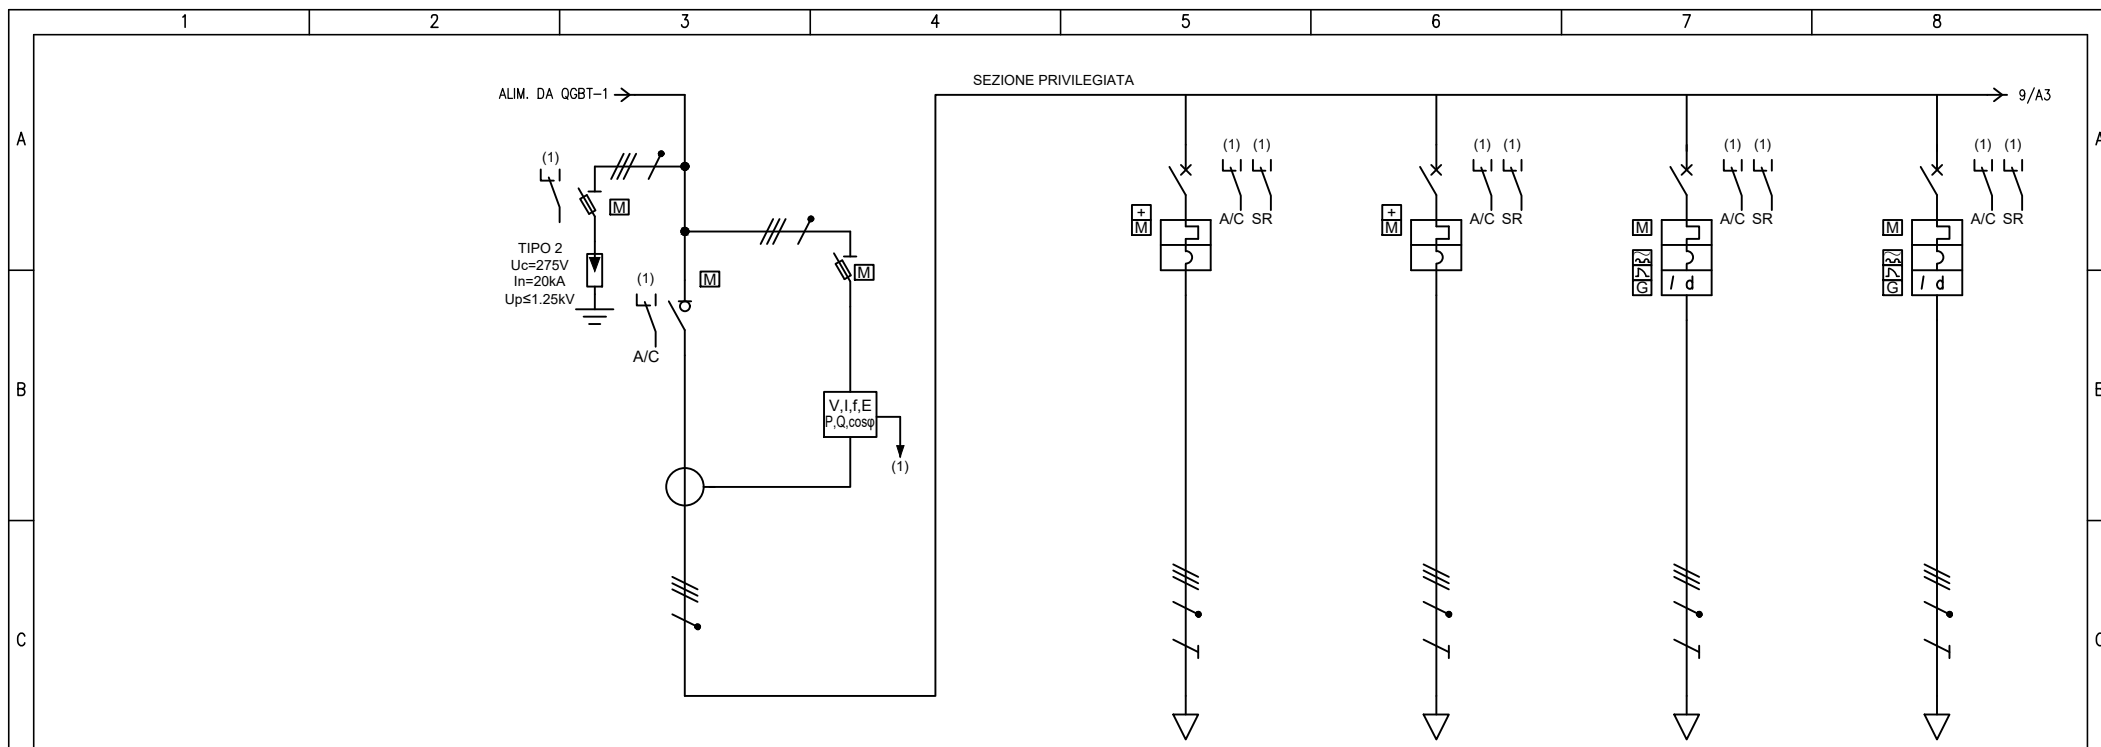 1 2 3 4 5 6 7 8
SEZIONE PRIVILEGIATA
ALIM. DA QGBT-1
9/A3
A
A
(1)
(1) (1)
(1) (1)
(1) (1)
(1) (1)
M
A/C SR
A/C SR
A/C SR
A/C SR
+
M
+
M
M
M
TIPO 2
Uc=275V
In=20kA
Up≤1.25kV
(1)
M
M
A/C
G
I d
G
I d
B
V,I,f,E
P,Q,cosφ
(1)
C